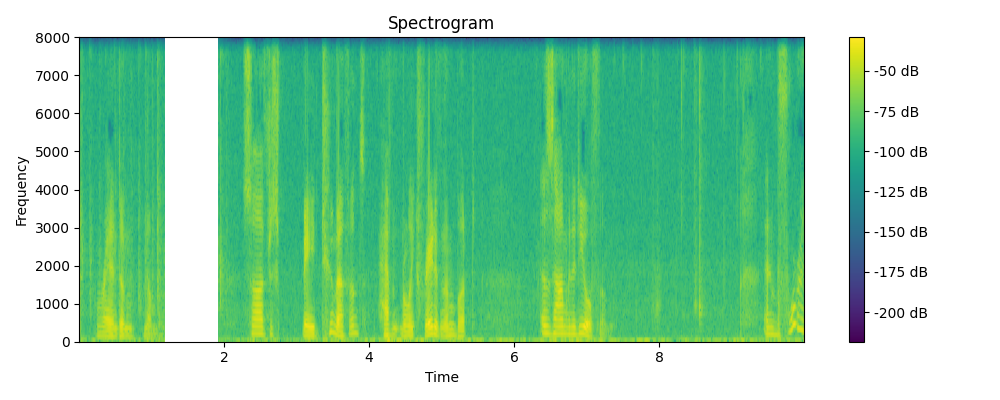 Spectrogram
8000
7000
6000
5000
4000
3000
2000
1000
0
Frequency
2 4 6 8
Time
-50 dB
-75 dB
-100 dB
-125 dB
-150 dB
-175 dB
-200 dB